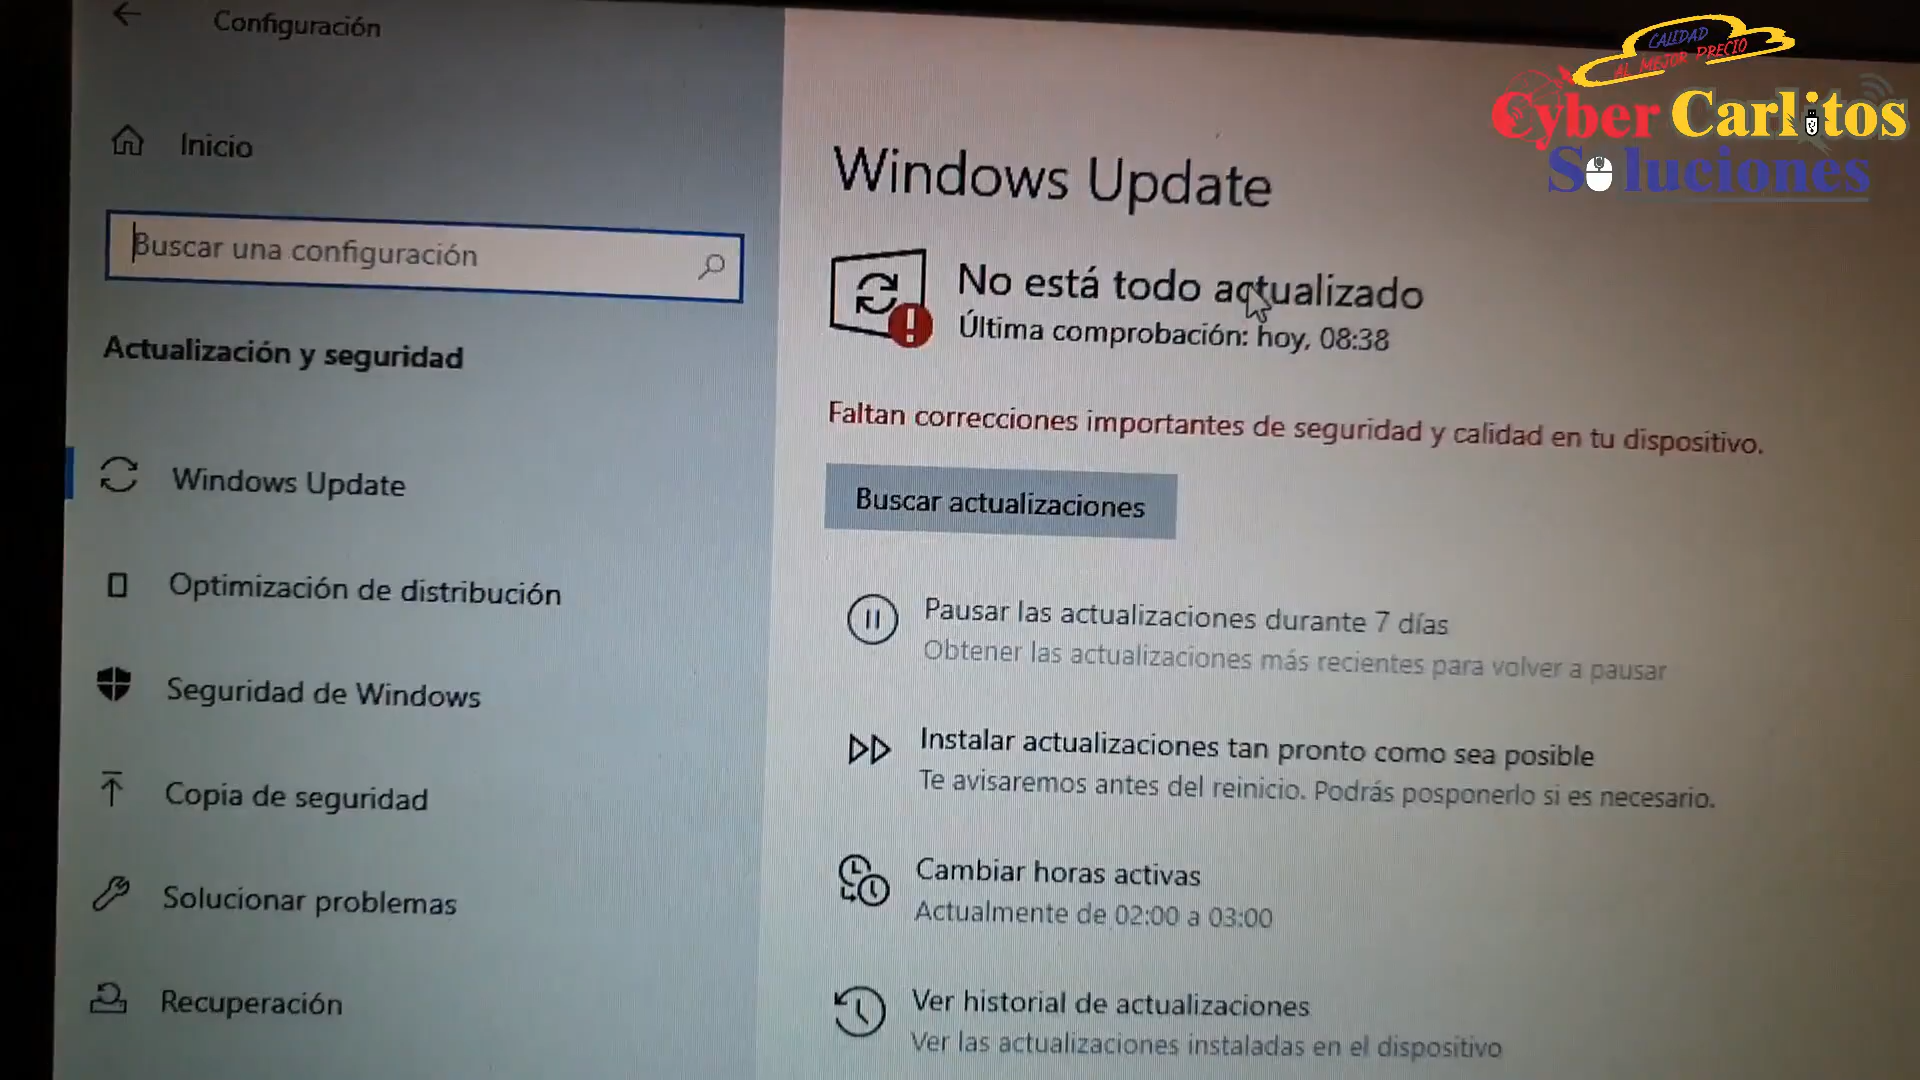 Configuración
Inicio
Buscar una configuración
Actualización y seguridad
Windows Update
Optimización de distribución
Seguridad de Windows
Copia de seguridad
Solucionar problemas
Recuperación
Windows Update
No está todo actualizado
Última comprobación: hoy, 08:38
Faltan correcciones importantes de seguridad y calidad en tu dispositivo.
Buscar actualizaciones
Pausar las actualizaciones durante 7 días
Obtener las actualizaciones más recientes para volver a pausar
Instalar actualizaciones tan pronto como sea posible
Te avisaremos antes del reinicio. Podrás posponerlo si es necesario.
Cambiar horas activas
Actualmente de 02:00 a 03:00
Ver historial de actualizaciones
Ver las actualizaciones instaladas en el dispositivo
CALIDAD
AL MEJOR PRECIO
Cyber Carlitos
Soluciones